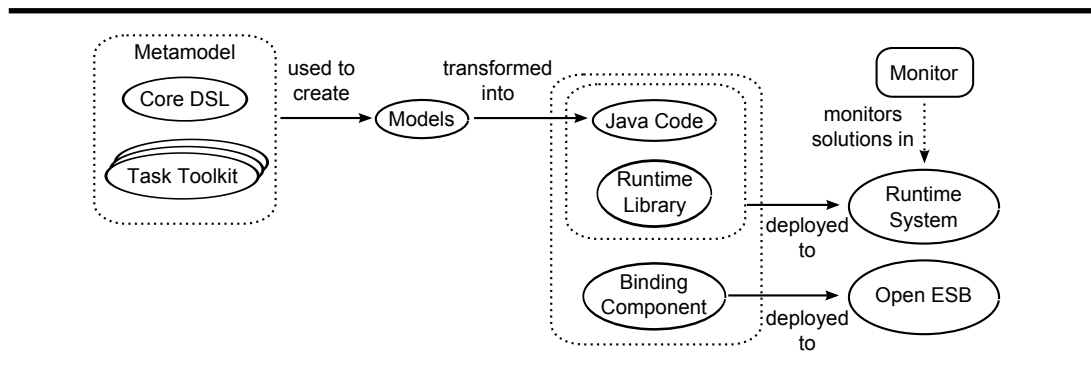 Metamodel
Core DSL
Task Toolkit
used to
create
Models
transformed
into
Java Code
Runtime
Library
Binding
Component
deployed
to
deployed
to
Monitor
monitors
solutions in
Runtime
System
Open ESB